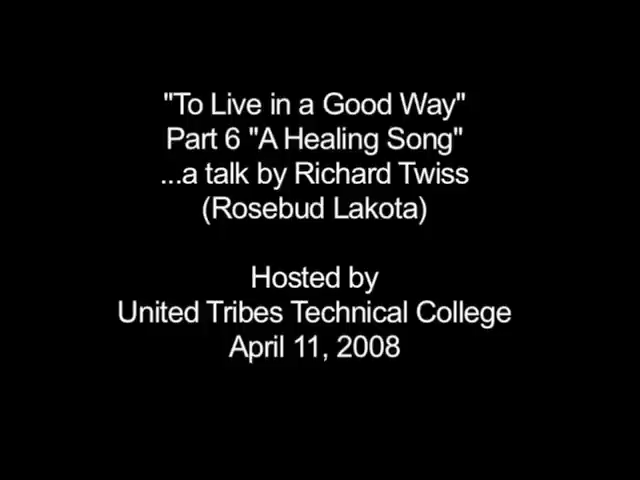 "To Live in a Good Way"
Part 6 "A Healing Song"
...a talk by Richard Twiss
(Rosebud Lakota)
Hosted by
United Tribes Technical College
April 11, 2008